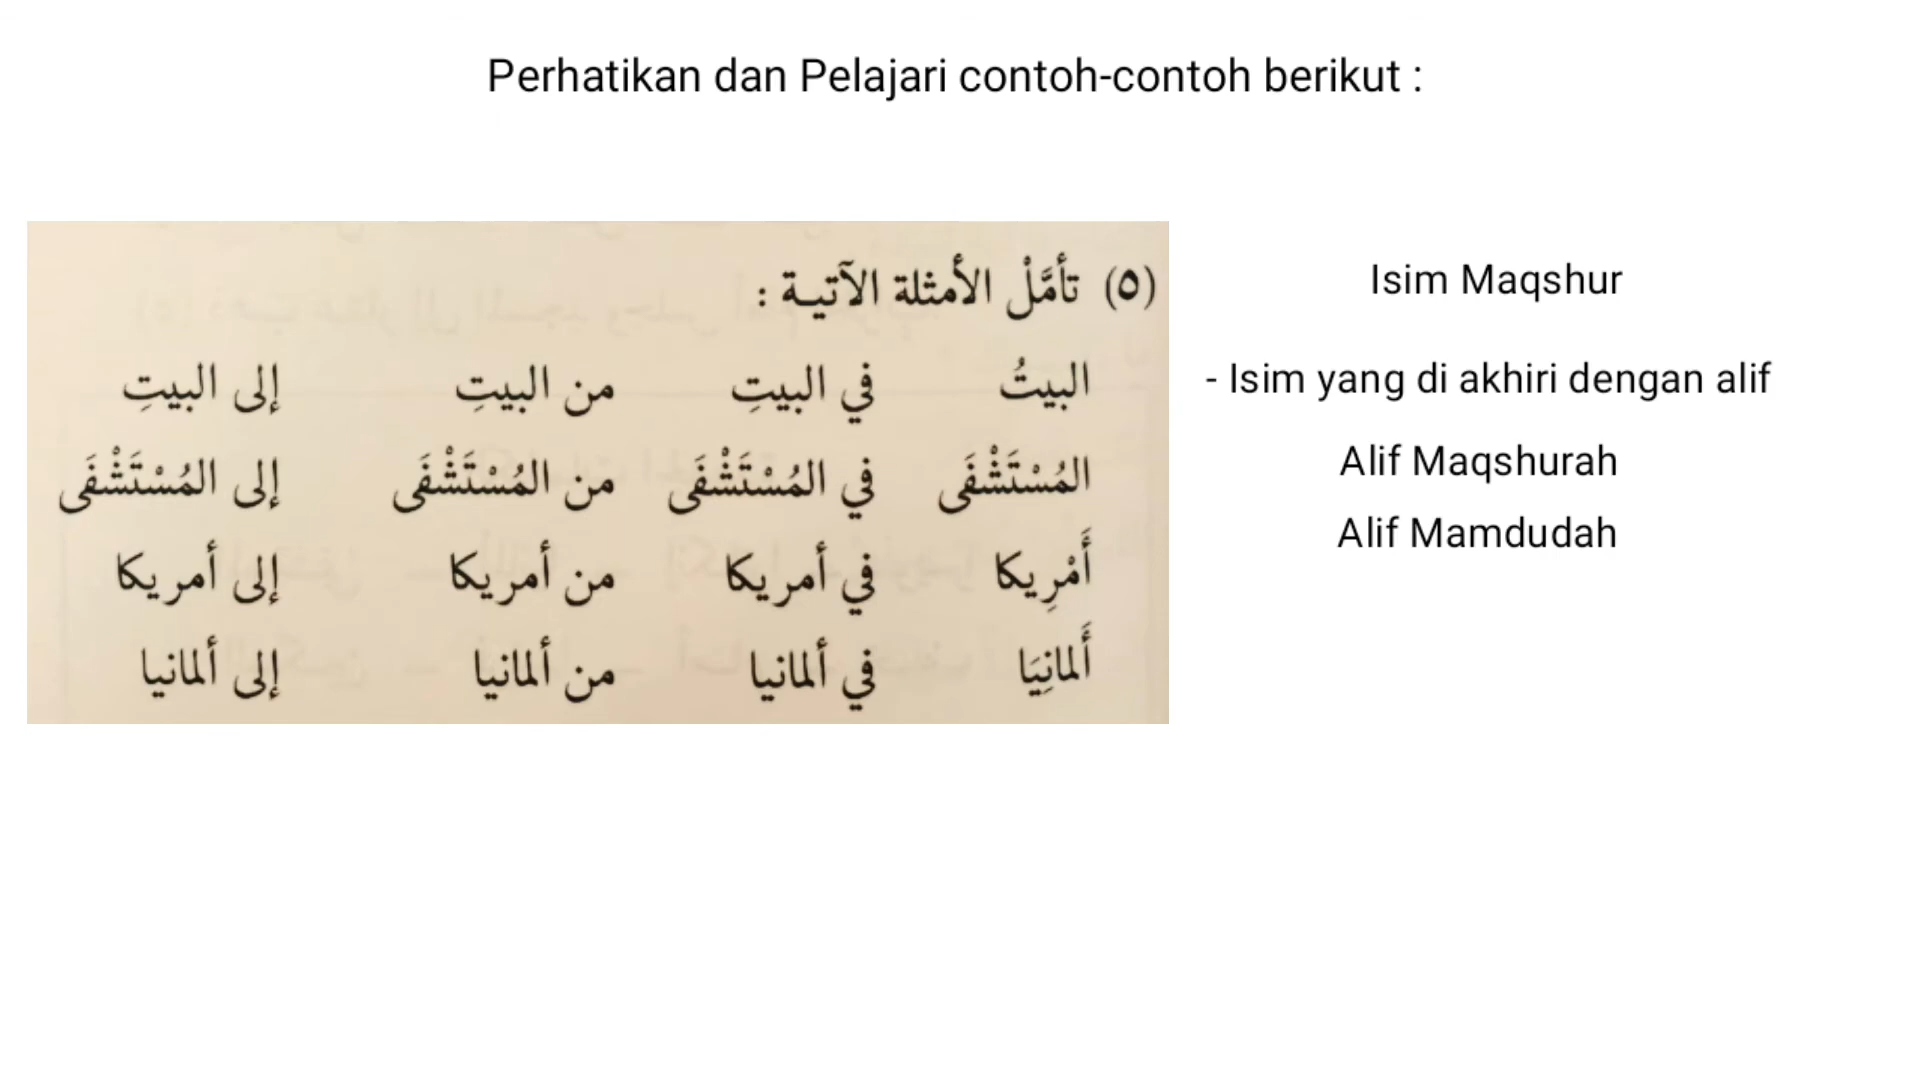 Perhatikan dan Pelajari contoh-contoh berikut :
(٥) تأمَّلْ الأمثلة الآتيـة :
البيتُ في البيتِ من البيتِ إلى البيتِ
المُسْتَشْفَى في المُسْتَشْفَى من المُسْتَشْفَى إلى المُسْتَشْفَى
أَمْرِيكا في أمريكا من أمريكا إلى أمريكا
أَلمانِيَا في ألمانيا من ألمانيا إلى ألمانيا
Isim Maqshur
- Isim yang di akhiri dengan alif
Alif Maqshurah
Alif Mamdudah